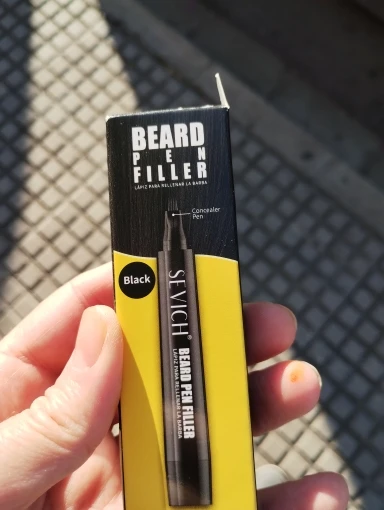 BEARD
PEN
FILLER
LÁPIZ PARA RELLENAR LA BARBA
Concealer
Pen
Black
SEVICH®
BEARD PEN FILLER
LÁPIZ PARA RELLENAR LA BARBA